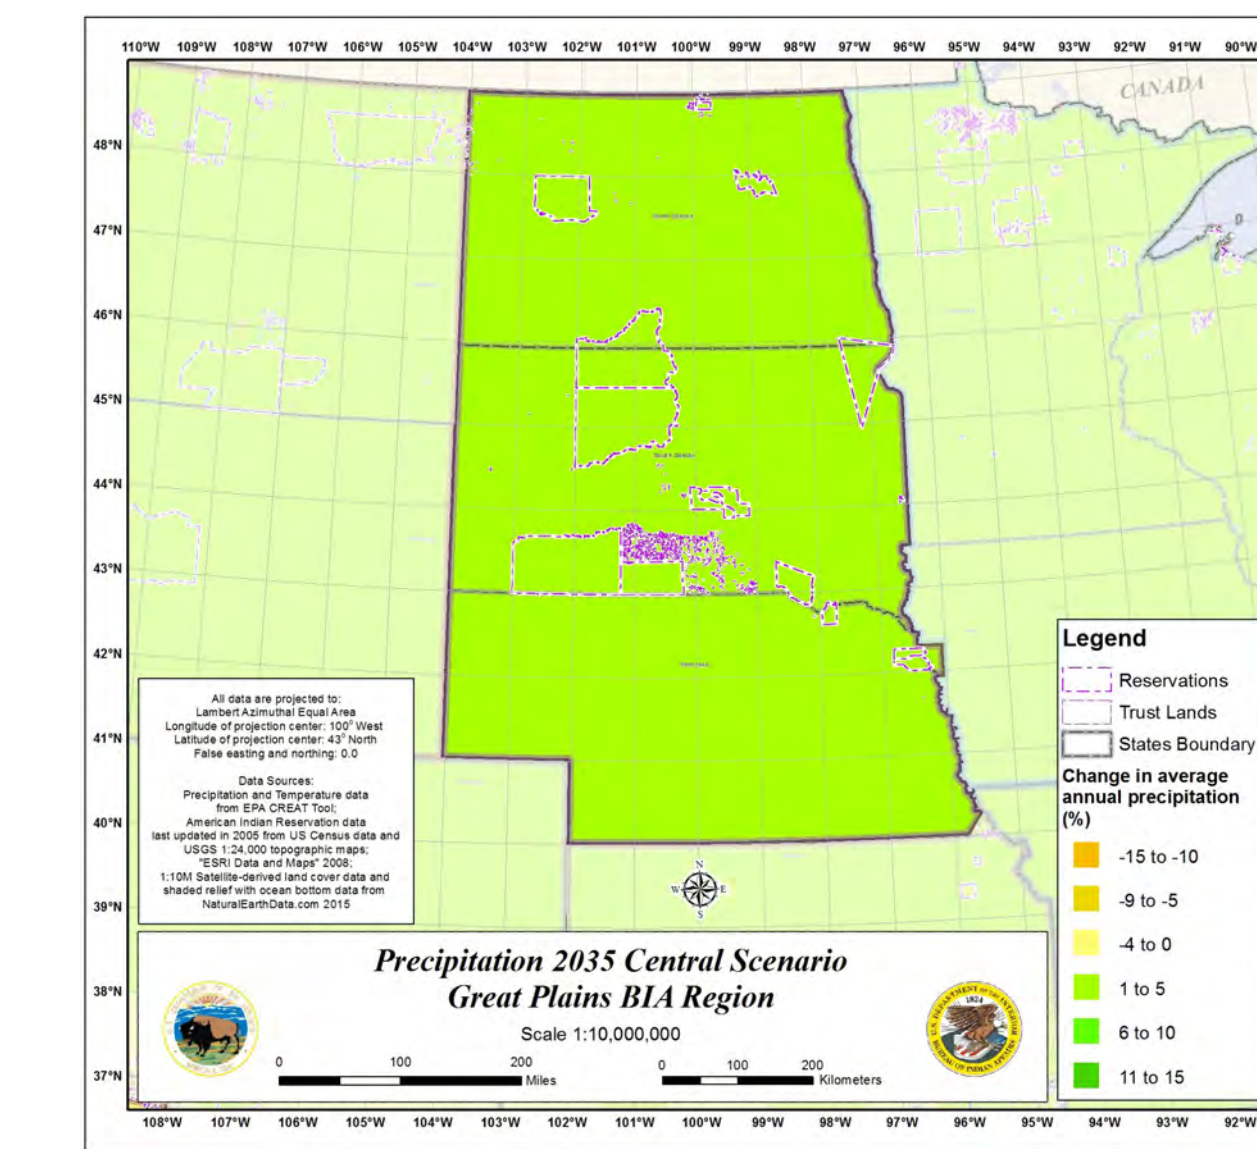 110°W 109°W 108°W 107°W 106°W 105°W 104°W 103°W 102°W 101°W 100°W 99°W 98°W 97°W 96°W 95°W 94°W 93°W 92°W 91°W 90°W
CANADA
48°N
47°N
46°N
45°N
44°N
43°N
42°N
41°N
40°N
39°N
38°N
37°N
All data are projected to:
Lambert Azimuthal Equal Area
Longitude of projection center: 100° West
Latitude of projection center: 43° North
False easting and northing: 0.0
Data Sources:
Precipitation and Temperature data
from EPA CREAT Tool;
American Indian Reservation data
last updated in 2005 from US Census data and
USGS 1:24,000 topographic maps;
"ESRI Data and Maps" 2008;
1:10M Satellite-derived land cover data and
shaded relief with ocean bottom data from
NaturalEarthData.com 2015
N
W E
S
Legend
Reservations
Trust Lands
States Boundary
Change in average
annual precipitation
(%)
-15 to -10
-9 to -5
-4 to 0
1 to 5
6 to 10
11 to 15
Precipitation 2035 Central Scenario
Great Plains BIA Region
Scale 1:10,000,000
0 100 200
Miles
0 100 200
Kilometers
U.S. DEPARTMENT OF THE INTERIOR
1824
BUREAU OF INDIAN AFFAIRS
108°W 107°W 106°W 105°W 104°W 103°W 102°W 101°W 100°W 99°W 98°W 97°W 96°W 95°W 94°W 93°W 92°W